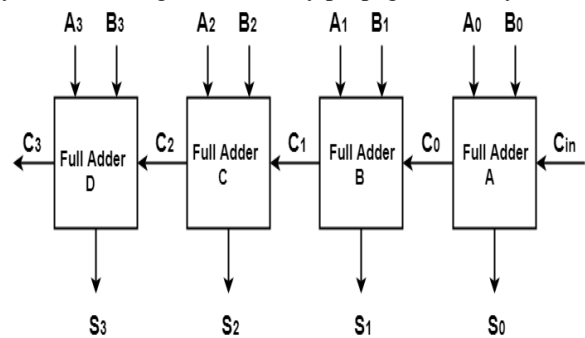 A3 B3 A2 B2 A1 B1 A0 B0
C3 Full Adder D C2 Full Adder C C1 Full Adder B C0 Full Adder A Cin
S3 S2 S1 S0